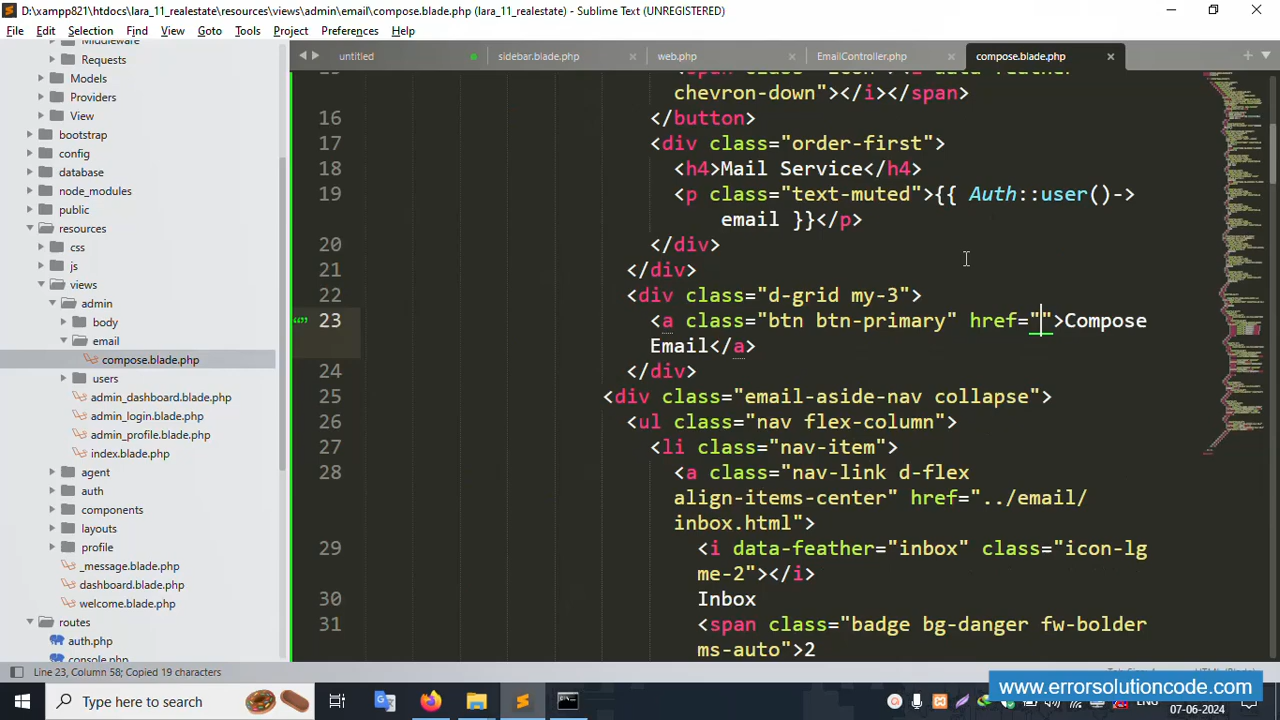 D:\xampp821\htdocs\lara_11_realestate\resources\views\admin\email\compose.blade.php (lara_11_realestate) - Sublime Text (UNREGISTERED)
File Edit Selection Find View Goto Tools Project Preferences Help
untitled sidebar.blade.php web.php EmailController.php compose.blade.php
Requests
Models
Providers
View
bootstrap
config
database
node_modules
public
resources
css
js
views
admin
body
email
compose.blade.php
users
admin_dashboard.blade.php
admin_login.blade.php
admin_profile.blade.php
index.blade.php
agent
auth
components
layouts
profile
_message.blade.php
dashboard.blade.php
welcome.blade.php
routes
auth.php
console.php
chevron-down"></i></span>
16 </button>
17 <div class="order-first">
18 <h4>Mail Service</h4>
19 <p class="text-muted">{{ Auth::user()->
email }}</p>
20 </div>
21 </div>
22 <div class="d-grid my-3">
23 <a class="btn btn-primary" href="">Compose
Email</a>
24 </div>
25 <div class="email-aside-nav collapse">
26 <ul class="nav flex-column">
27 <li class="nav-item">
28 <a class="nav-link d-flex
align-items-center" href="../email/
inbox.html">
29 <i data-feather="inbox" class="icon-lg
me-2"></i>
30 Inbox
31 <span class="badge bg-danger fw-bolder
ms-auto">2
Line 23, Column 58; Copied 19 characters
Type here to search
www.errorsolutioncode.com
07-06-2024